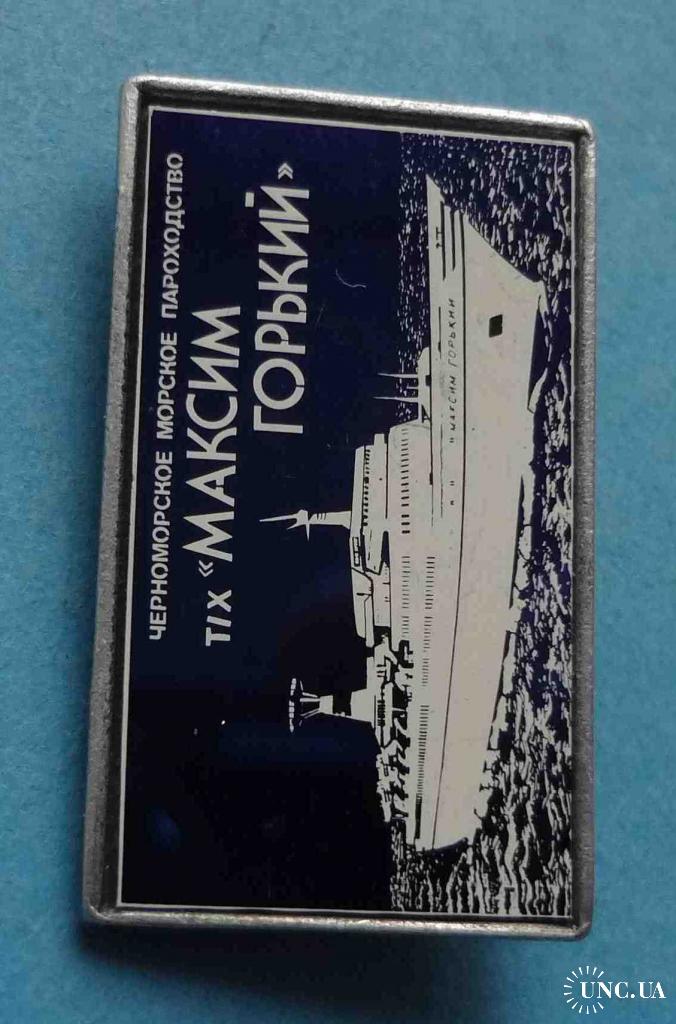 ЧЕРНОМОРСКОЕ МОРСКОЕ ПАРОХОДСТВО
Т/Х «МАКСИМ
ГОРЬКИЙ»
"МАКСИМ ГОРЬКИЙ"
UNC.UA